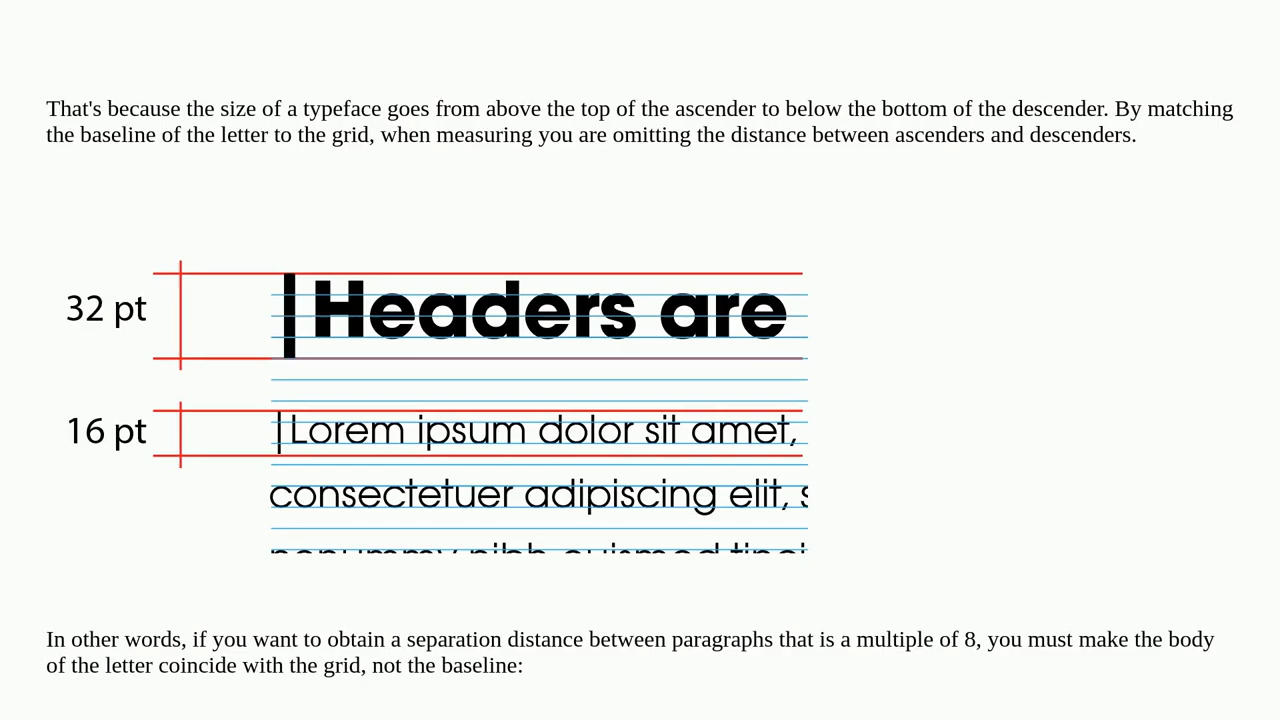 That's because the size of a typeface goes from above the top of the ascender to below the bottom of the descender. By matching
the baseline of the letter to the grid, when measuring you are omitting the distance between ascenders and descenders.
32 pt
Headers are
16 pt
Lorem ipsum dolor sit amet,
consectetuer adipiscing elit, s
In other words, if you want to obtain a separation distance between paragraphs that is a multiple of 8, you must make the body
of the letter coincide with the grid, not the baseline: